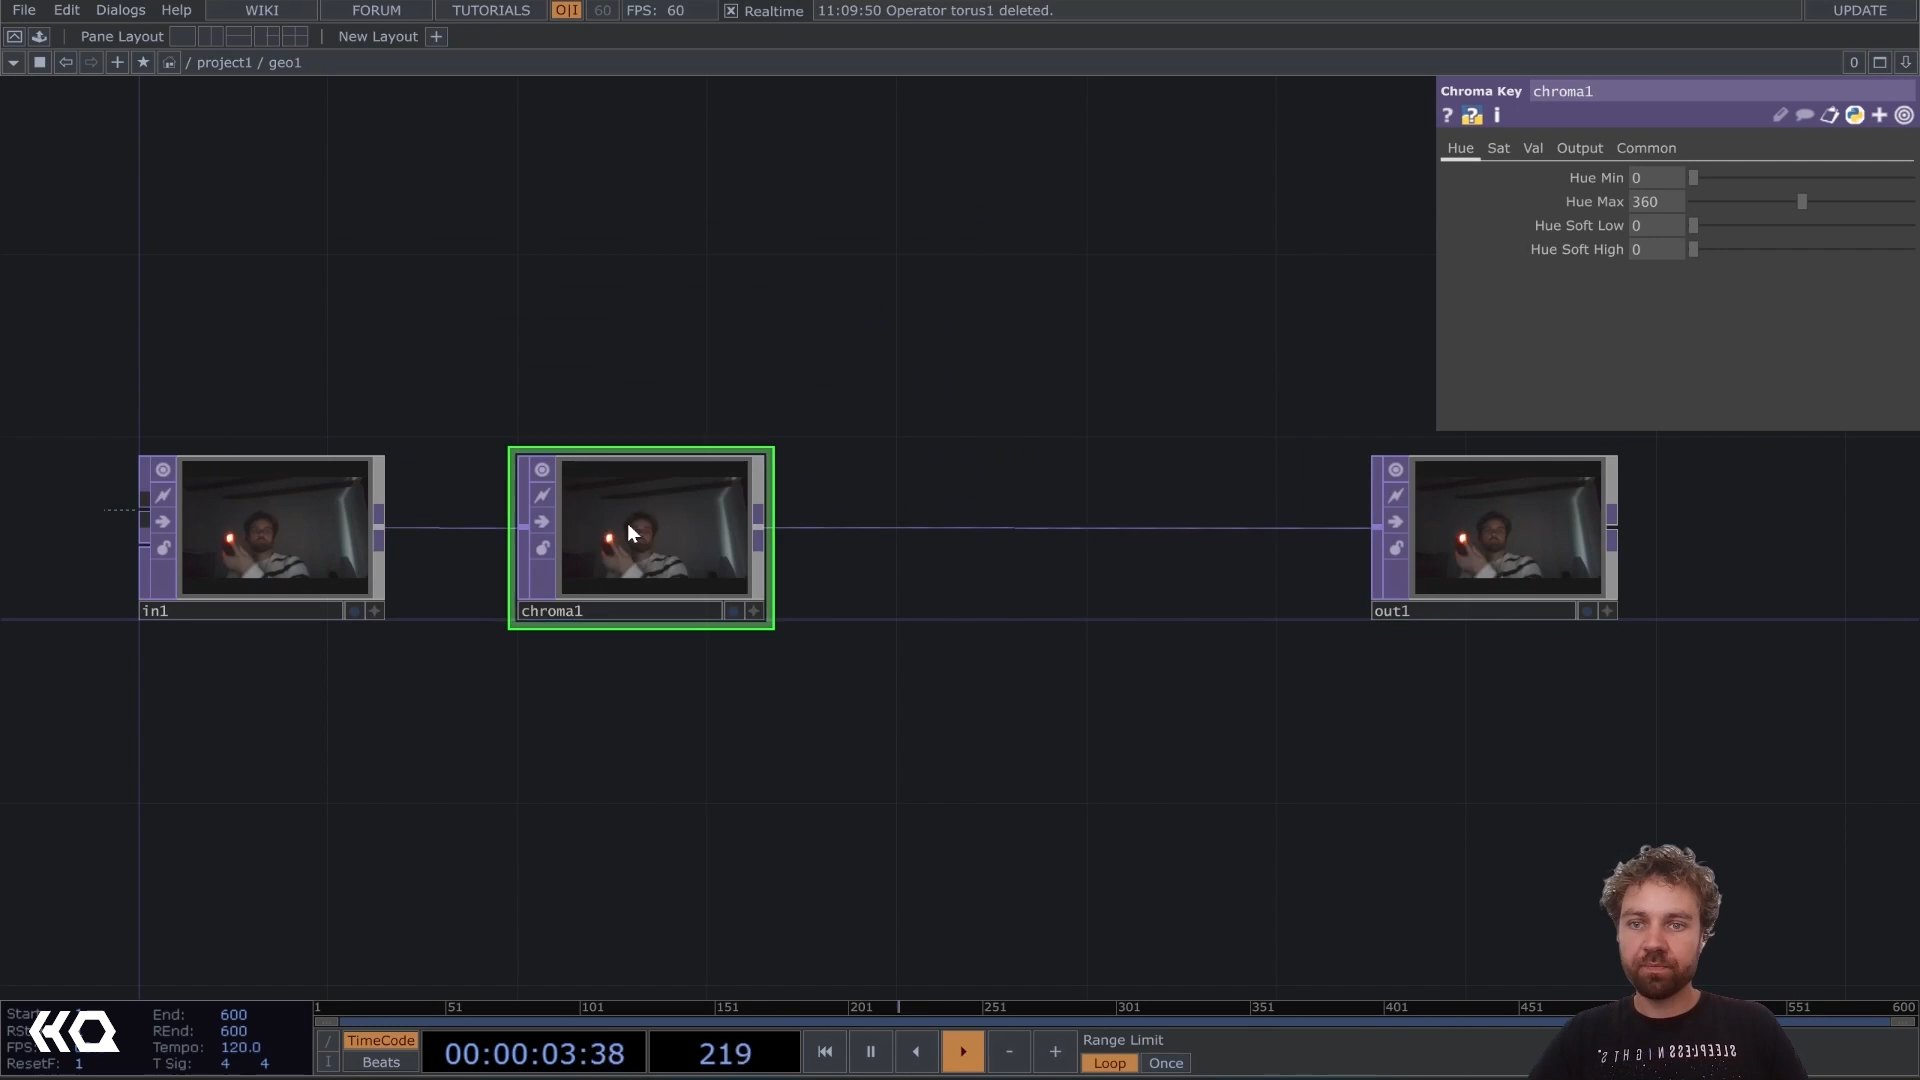 File Edit Dialogs Help WIKI FORUM TUTORIALS O|I 60 FPS: 60 Realtime 11:09:50 Operator torus1 deleted. UPDATE
Pane Layout New Layout +
/ project1 / geo1 0
Chroma Key chroma1
? ? i
Hue Sat Val Output Common
Hue Min 0
Hue Max 360
Hue Soft Low 0
Hue Soft High 0
in1 chroma1 out1
1 51 101 151 201 251 301 351 401 451 551 600
End: 600
REnd: 600
FPS: Tempo: 120.0
ResetF: 1 T Sig: 4 4
/ TimeCode
I Beats
00:00:03:38 219
- +
Range Limit
Loop Once
HQ
SLEEPLESS NIGHTS.